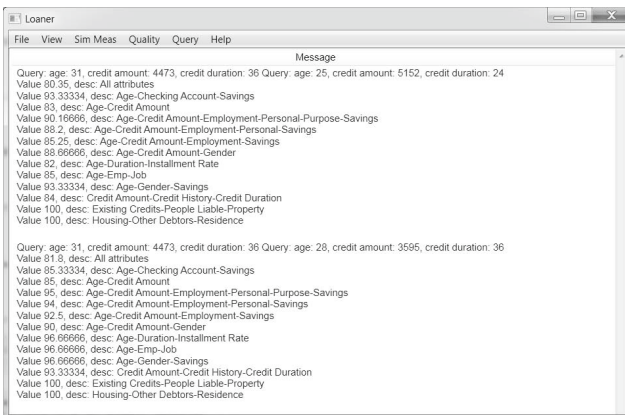 Loaner
File View Sim Meas Quality Query Help
Message
Query: age: 31, credit amount: 4473, credit duration: 36 Query: age: 25, credit amount: 5152, credit duration: 24
Value 80.35, desc: All attributes
Value 93.33334, desc: Age-Checking Account-Savings
Value 83, desc: Age-Credit Amount
Value 90.16666, desc: Age-Credit Amount-Employment-Personal-Purpose-Savings
Value 88.2, desc: Age-Credit Amount-Employment-Personal-Savings
Value 85.25, desc: Age-Credit Amount-Employment-Savings
Value 88.66666, desc: Age-Credit Amount-Gender
Value 82, desc: Age-Duration-Installment Rate
Value 85, desc: Age-Emp-Job
Value 93.33334, desc: Age-Gender-Savings
Value 84, desc: Credit Amount-Credit History-Credit Duration
Value 100, desc: Existing Credits-People Liable-Property
Value 100, desc: Housing-Other Debtors-Residence
Query: age: 31, credit amount: 4473, credit duration: 36 Query: age: 28, credit amount: 3595, credit duration: 36
Value 81.8, desc: All attributes
Value 85.33334, desc: Age-Checking Account-Savings
Value 85, desc: Age-Credit Amount
Value 95, desc: Age-Credit Amount-Employment-Personal-Purpose-Savings
Value 94, desc: Age-Credit Amount-Employment-Personal-Savings
Value 92.5, desc: Age-Credit Amount-Employment-Savings
Value 90, desc: Age-Credit Amount-Gender
Value 96.66666, desc: Age-Duration-Installment Rate
Value 96.66666, desc: Age-Emp-Job
Value 96.66666, desc: Age-Gender-Savings
Value 93.33334, desc: Credit Amount-Credit History-Credit Duration
Value 100, desc: Existing Credits-People Liable-Property
Value 100, desc: Housing-Other Debtors-Residence